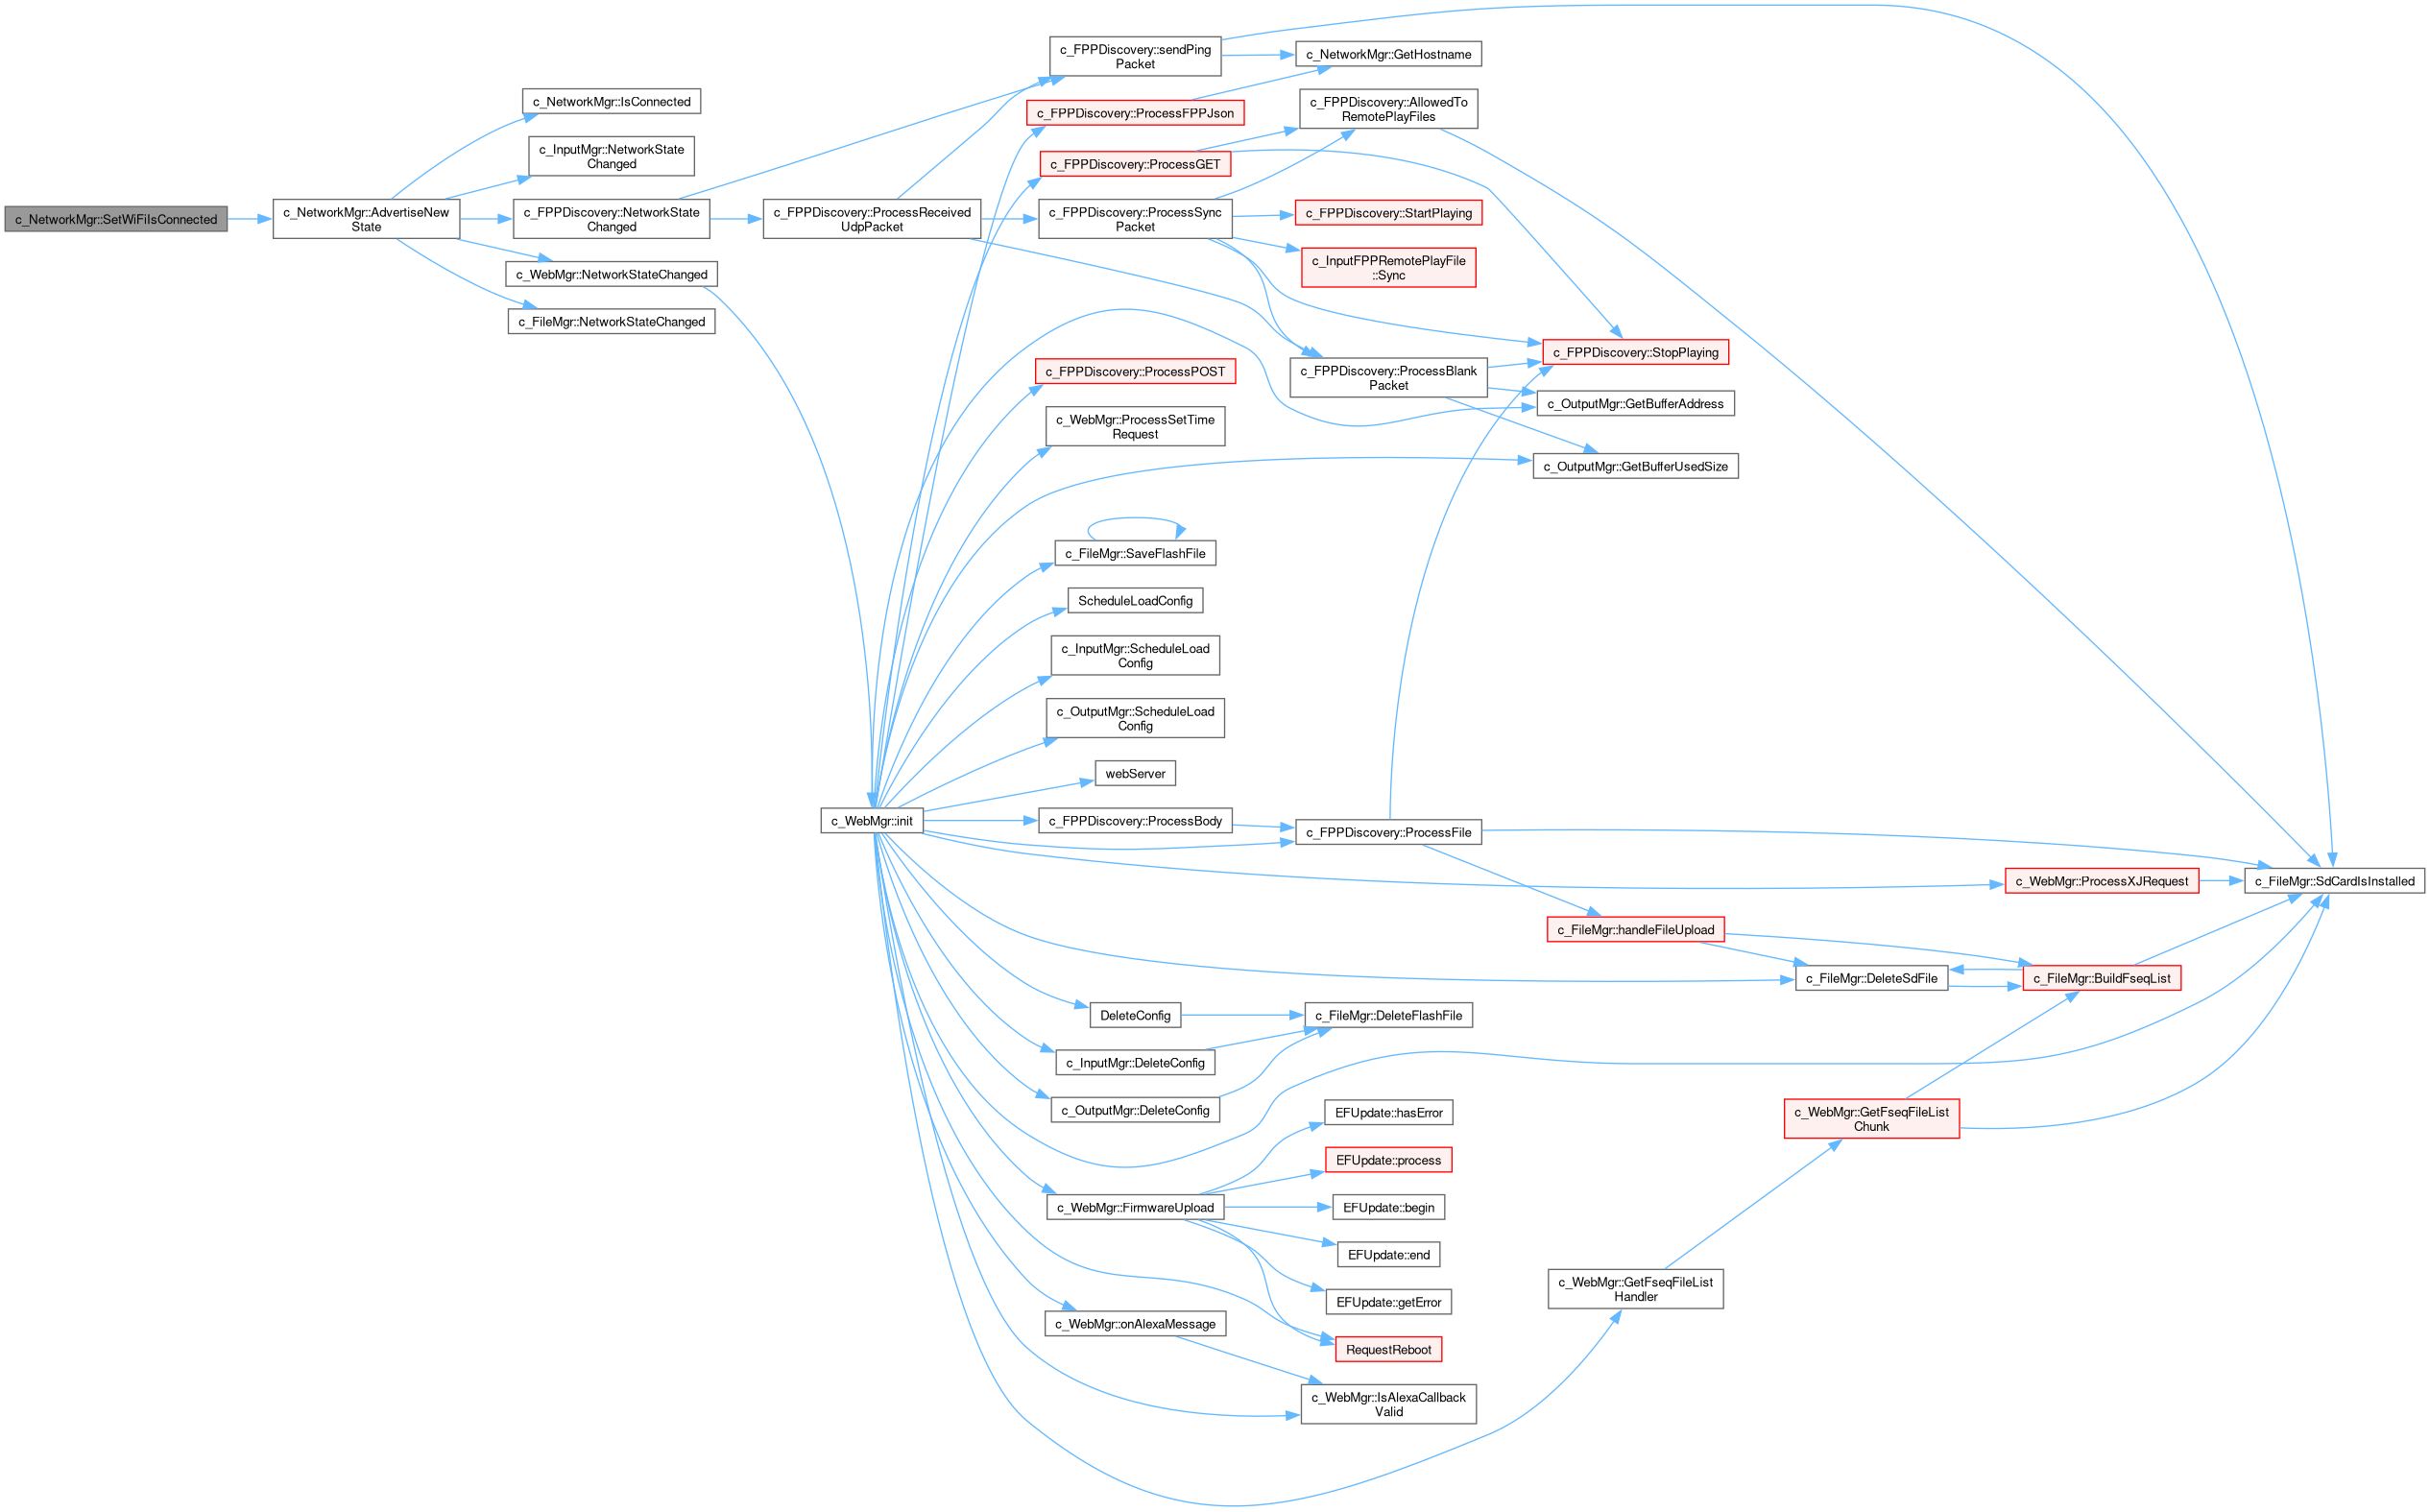 c_NetworkMgr::SetWiFiIsConnected
c_NetworkMgr::AdvertiseNew
State
c_NetworkMgr::IsConnected
c_InputMgr::NetworkState
Changed
c_FPPDiscovery::NetworkState
Changed
c_WebMgr::NetworkStateChanged
c_FileMgr::NetworkStateChanged
c_FPPDiscovery::ProcessReceived
UdpPacket
c_WebMgr::init
c_FPPDiscovery::sendPing
Packet
c_FPPDiscovery::ProcessFPPJson
c_FPPDiscovery::ProcessGET
c_FPPDiscovery::ProcessSync
Packet
c_FPPDiscovery::ProcessPOST
c_WebMgr::ProcessSetTime
Request
c_FileMgr::SaveFlashFile
ScheduleLoadConfig
c_InputMgr::ScheduleLoad
Config
c_OutputMgr::ScheduleLoad
Config
webServer
c_FPPDiscovery::ProcessBody
DeleteConfig
c_InputMgr::DeleteConfig
c_OutputMgr::DeleteConfig
c_WebMgr::FirmwareUpload
c_WebMgr::onAlexaMessage
c_NetworkMgr::GetHostname
c_FPPDiscovery::AllowedTo
RemotePlayFiles
c_FPPDiscovery::StartPlaying
c_InputFPPRemotePlayFile
::Sync
c_FPPDiscovery::ProcessBlank
Packet
c_FPPDiscovery::ProcessFile
c_FileMgr::DeleteFlashFile
EFUpdate::hasError
EFUpdate::process
EFUpdate::begin
EFUpdate::end
EFUpdate::getError
RequestReboot
c_WebMgr::IsAlexaCallback
Valid
c_FPPDiscovery::StopPlaying
c_OutputMgr::GetBufferAddress
c_OutputMgr::GetBufferUsedSize
c_FileMgr::handleFileUpload
c_WebMgr::GetFseqFileList
Handler
c_FileMgr::DeleteSdFile
c_WebMgr::GetFseqFileList
Chunk
c_WebMgr::ProcessXJRequest
c_FileMgr::BuildFseqList
c_FileMgr::SdCardIsInstalled